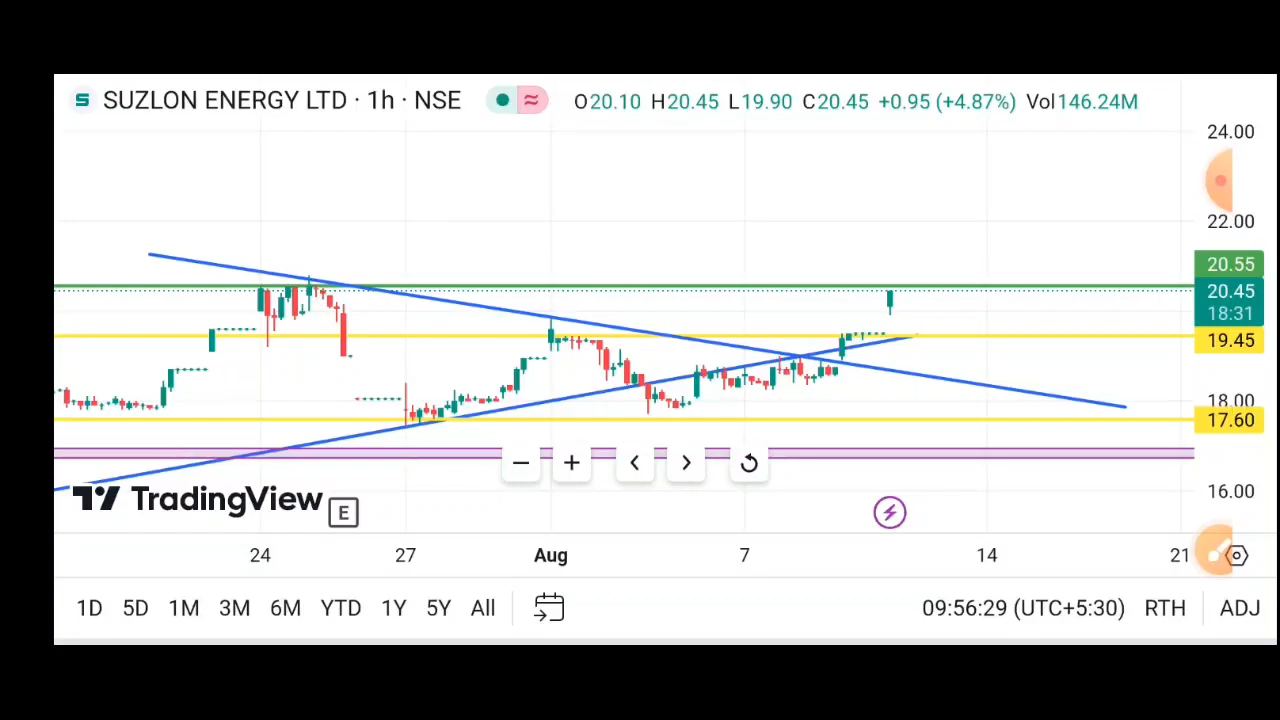 S SUZLON ENERGY LTD · 1h · NSE ≈ O20.10 H20.45 L19.90 C20.45 +0.95 (+4.87%) Vol146.24M
24.00
22.00
20.55
20.45
18:31
19.45
18.00
17.60
16.00
TradingView
E
24 27 Aug 7 14 21
1D 5D 1M 3M 6M YTD 1Y 5Y All 09:56:29 (UTC+5:30) RTH ADJ